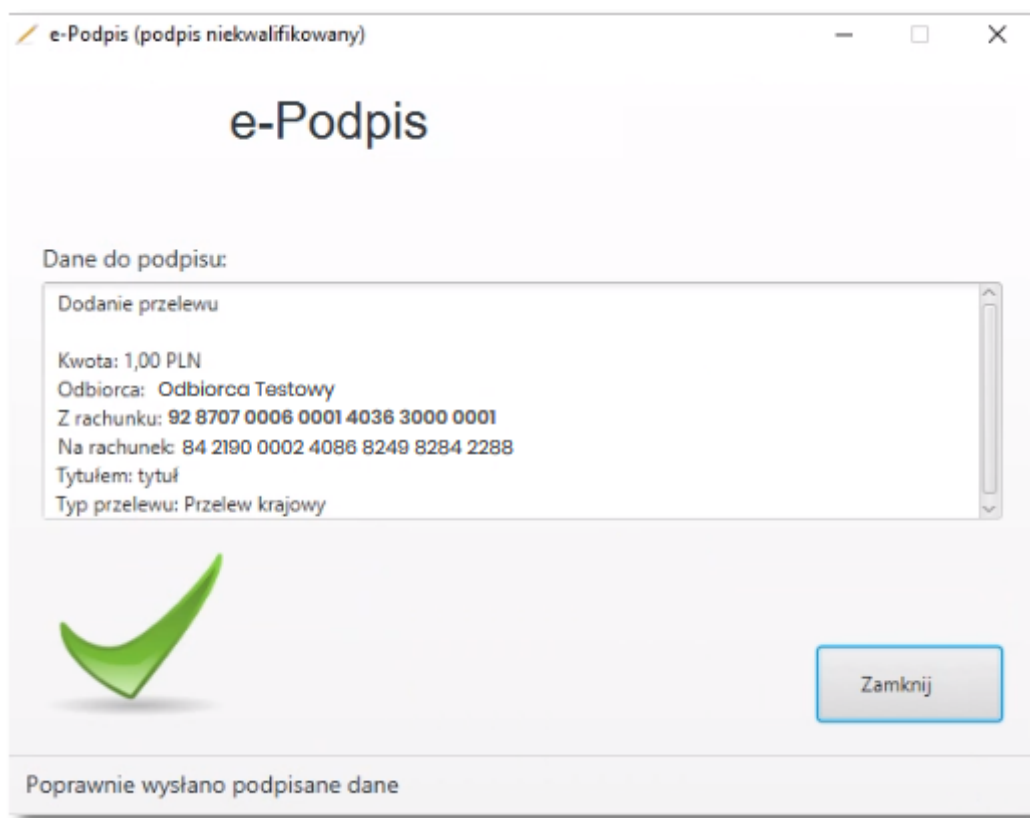 e-Podpis (podpis niekwalifikowany)
e-Podpis
Dane do podpisu:
Dodanie przelewu
Kwota: 1,00 PLN
Odbiorca: Odbiorca Testowy
Z rachunku: 92 8707 0006 0001 4036 3000 0001
Na rachunek: 84 2190 0002 4086 8249 8284 2288
Tytułem: tytuł
Typ przelewu: Przelew krajowy
Zamknij
Poprawnie wysłano podpisane dane